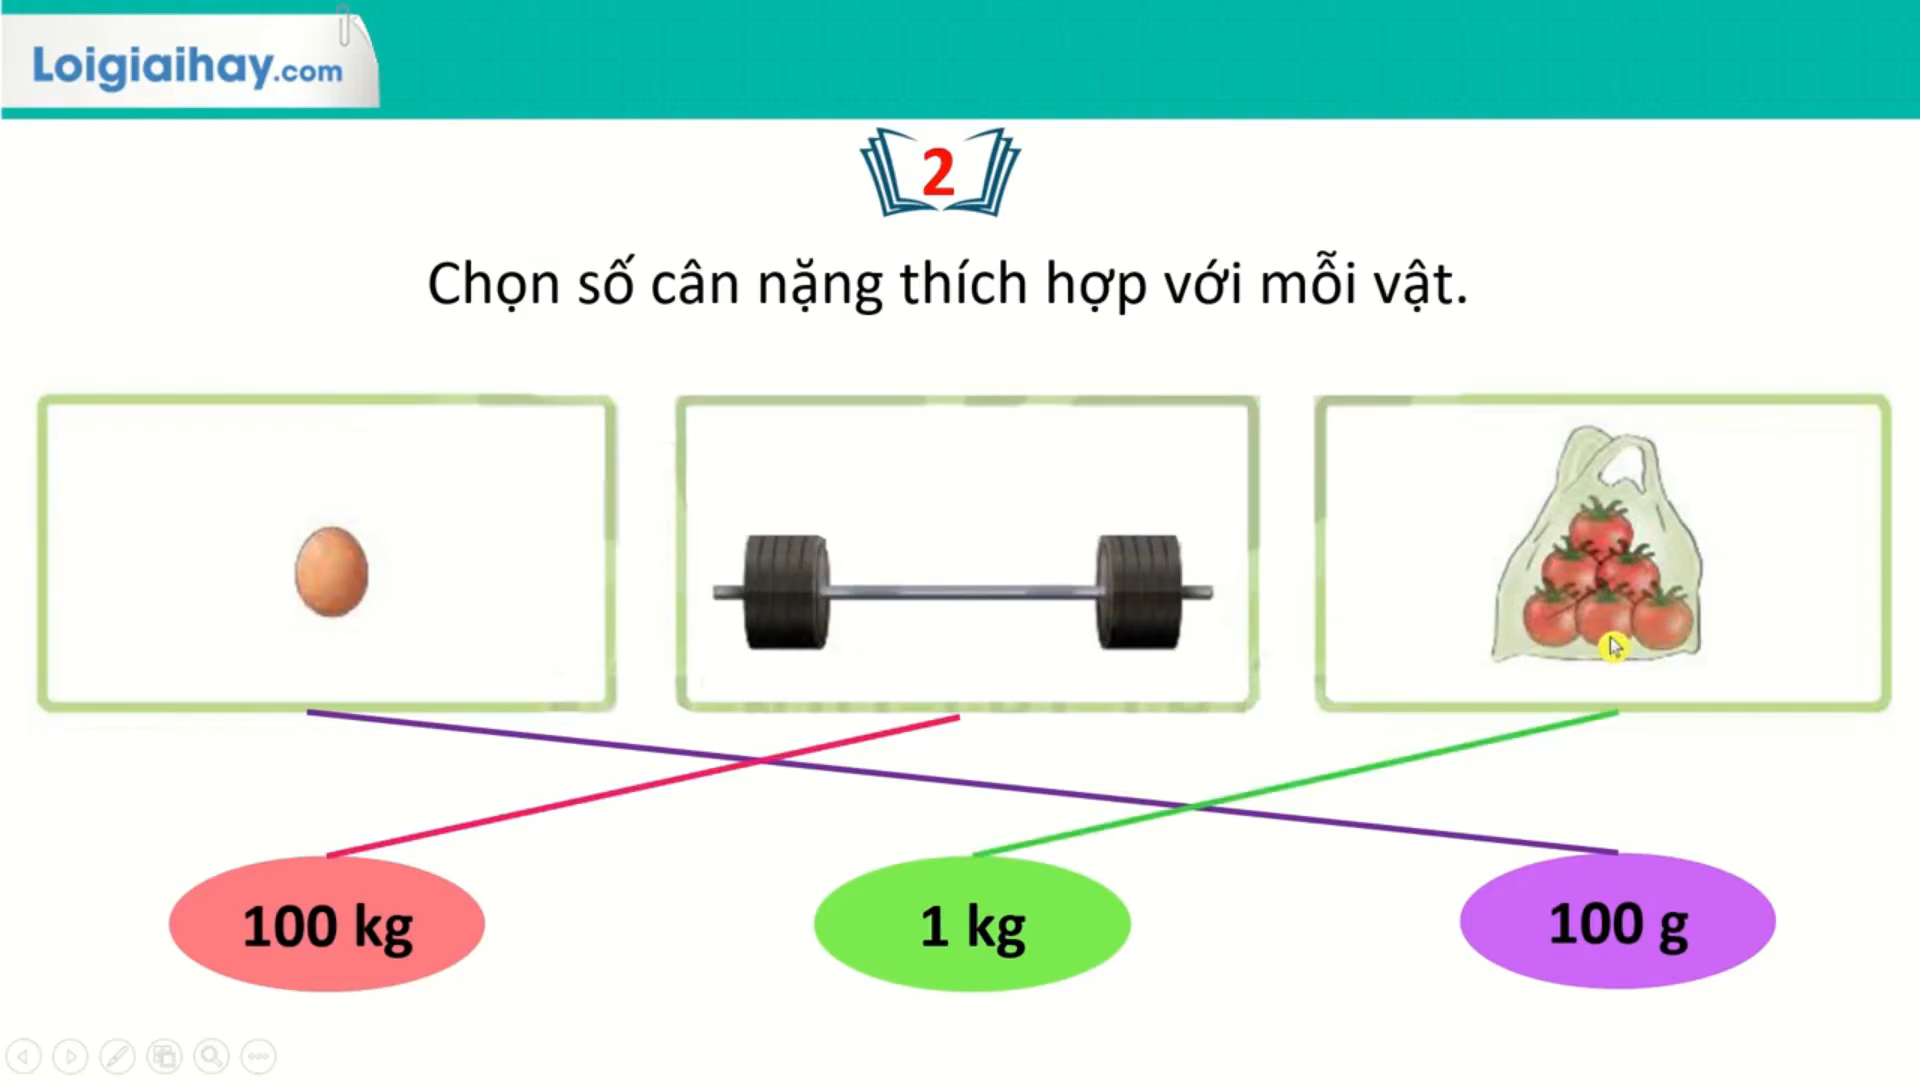 Loigiaihay.com
2
Chọn số cân nặng thích hợp với mỗi vật.
100 kg
1 kg
100 g